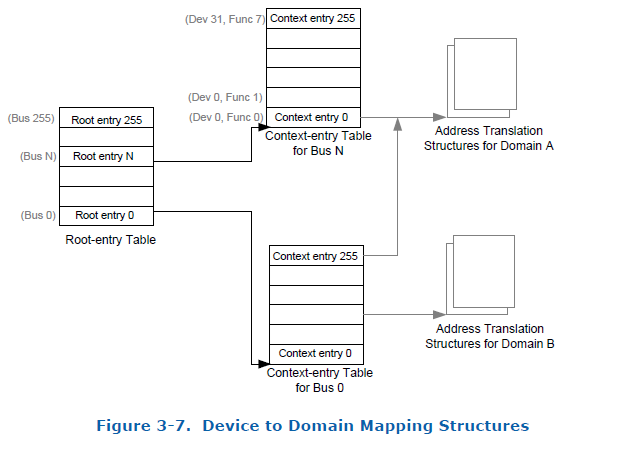 (Dev 31, Func 7)
Context entry 255
(Dev 0, Func 1)
(Dev 0, Func 0)
Context entry 0
Context-entry Table
for Bus N
Address Translation
Structures for Domain A
(Bus 255)
Root entry 255
(Bus N)
Root entry N
(Bus 0)
Root entry 0
Root-entry Table
Context entry 255
Context entry 0
Context-entry Table
for Bus 0
Address Translation
Structures for Domain B
Figure 3-7. Device to Domain Mapping Structures